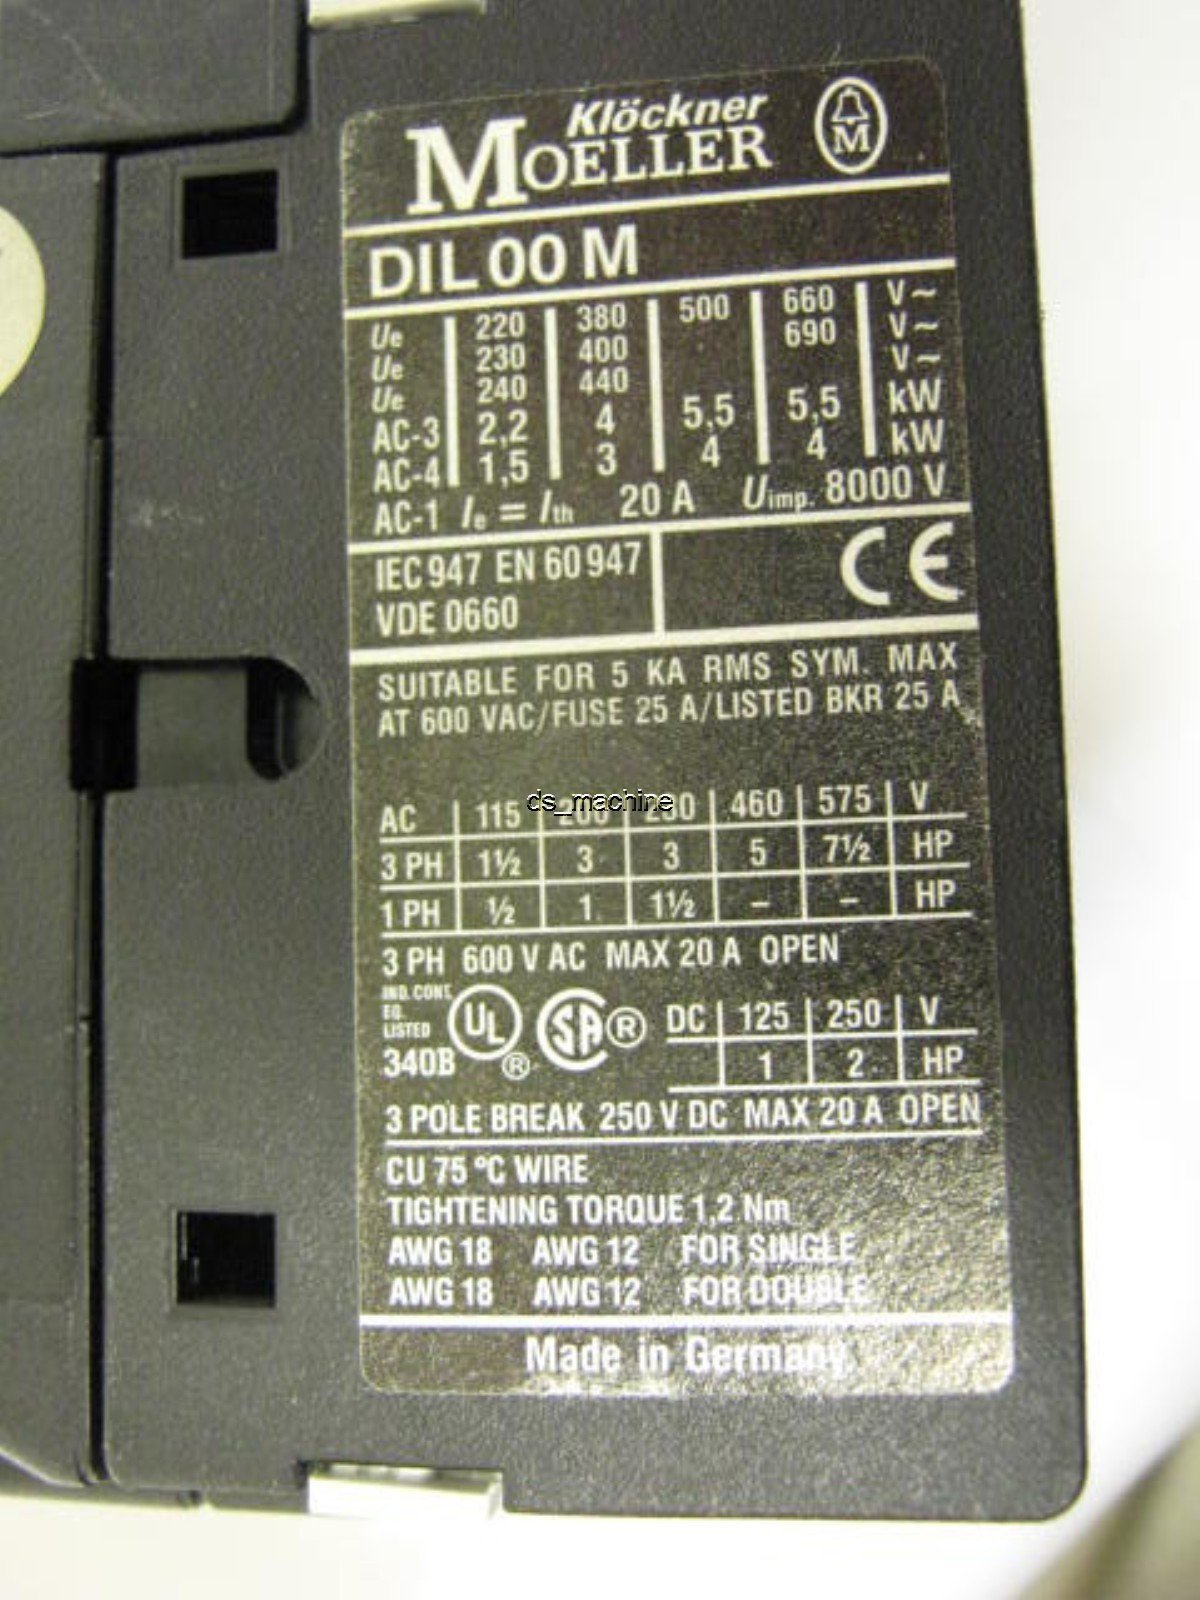 Klöckner
MOELLER
M
DIL 00 M
Ue 220 380 500 660 V~
Ue 230 400 690 V~
Ue 240 440 V~
AC-3 2,2 4 5,5 5,5 kW
AC-4 1,5 3 4 4 kW
AC-1 Ie = Ith 20 A Uimp. 8000 V
IEC 947 EN 60 947
VDE 0660
CE
SUITABLE FOR 5 KA RMS SYM. MAX
AT 600 VAC/FUSE 25 A/LISTED BKR 25 A
ds_machine
AC 115 200 230 460 575 V
3 PH 1½ 3 3 5 7½ HP
1 PH ½ 1 1½ – – HP
3 PH 600 V AC MAX 20 A OPEN
IND. CONT.
EQ.
LISTED
340B
UL ®
SA ®
DC 125 250 V
1 2 HP
3 POLE BREAK 250 V DC MAX 20 A OPEN
CU 75 °C WIRE
TIGHTENING TORQUE 1,2 Nm
AWG 18 AWG 12 FOR SINGLE
AWG 18 AWG 12 FOR DOUBLE
Made in Germany.